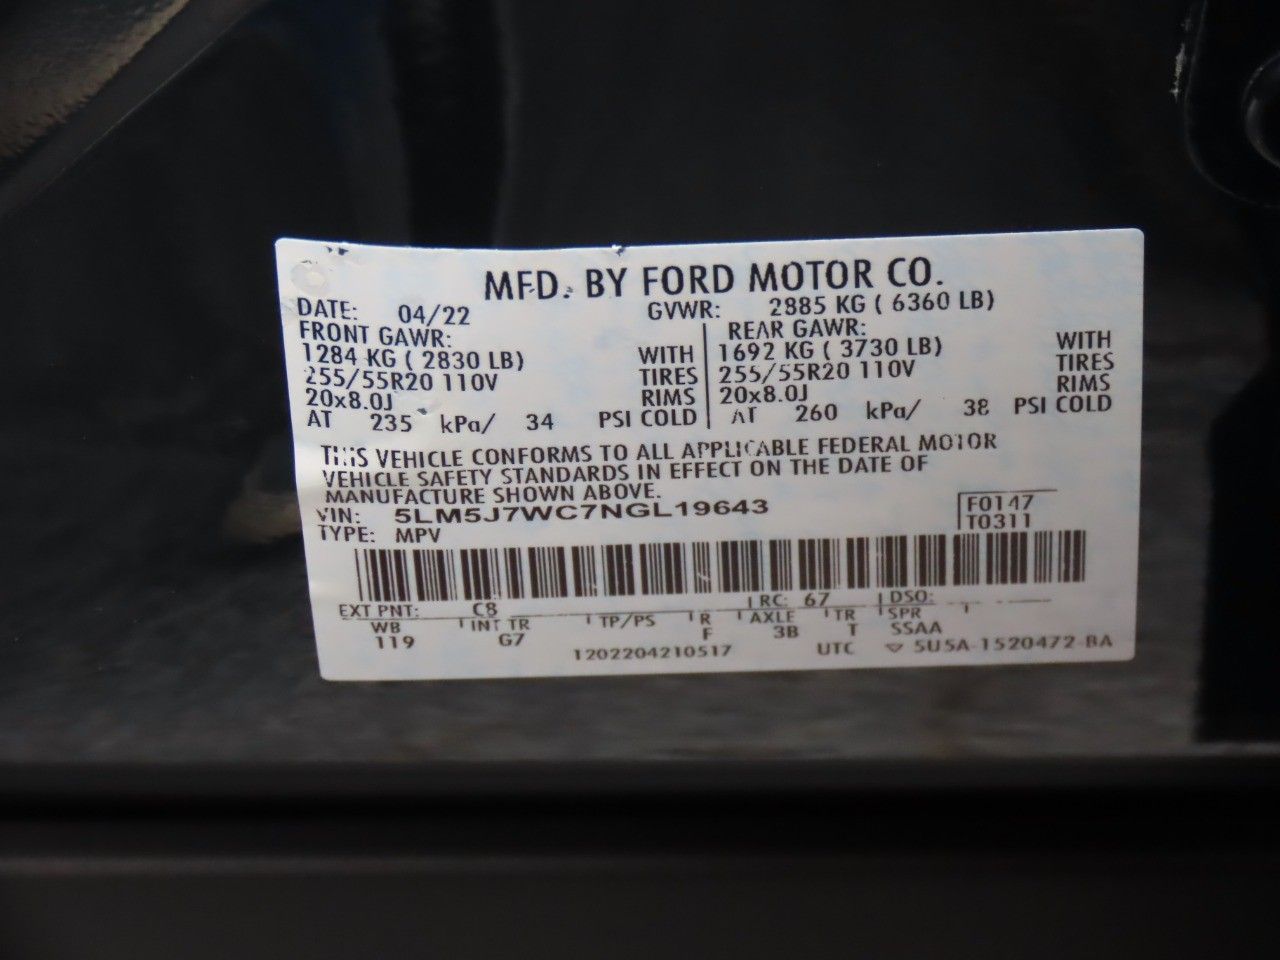 MFD. BY FORD MOTOR CO.
DATE: 04/22 GVWR: 2885 KG ( 6360 LB)
FRONT GAWR: REAR GAWR:
1284 KG ( 2830 LB) WITH 1692 KG ( 3730 LB) WITH
255/55R20 110V TIRES 255/55R20 110V TIRES
20x8.0J RIMS 20x8.0J RIMS
AT 235 kPa/ 34 PSI COLD AT 260 kPa/ 38 PSI COLD
THIS VEHICLE CONFORMS TO ALL APPLICABLE FEDERAL MOTOR
VEHICLE SAFETY STANDARDS IN EFFECT ON THE DATE OF
MANUFACTURE SHOWN ABOVE.
VIN: 5LM5J7WC7NGL19643 F0147
TYPE: MPV T0311
EXT PNT: C8 RC: 67 DSO:
WB INT TR TP/PS R AXLE TR SPR
119 G7 F 3B T SSAA
1202204210517 UTC ▽ 5U5A-1520472-BA